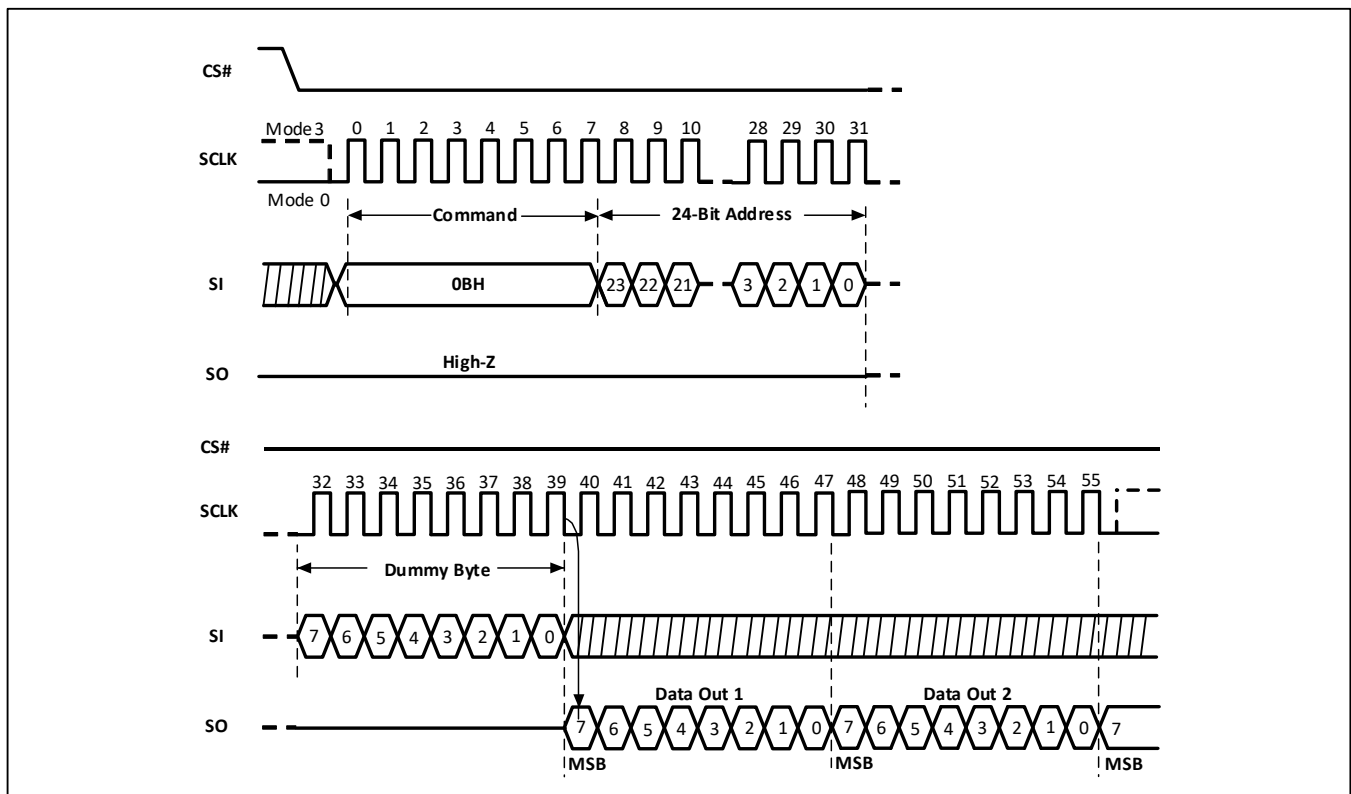 CS#
Mode3 0 1 2 3 4 5 6 7 8 9 10 28 29 30 31
SCLK
Mode 0
Command 24-Bit Address
SI 0BH 23 22 21 3 2 1 0
High-Z
SO
CS#
32 33 34 35 36 37 38 39 40 41 42 43 44 45 46 47 48 49 50 51 52 53 54 55
SCLK
Dummy Byte
SI 7 6 5 4 3 2 1 0
Data Out 1 Data Out 2
SO 7 6 5 4 3 2 1 0 7 6 5 4 3 2 1 0 7
MSB MSB MSB